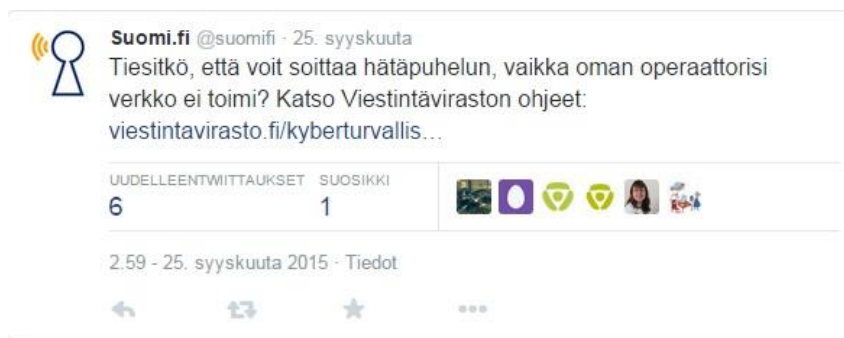 Suomi.fi @suomifi · 25. syyskuuta
Tiesitkö, että voit soittaa hätäpuhelun, vaikka oman operaattorisi
verkko ei toimi? Katso Viestintäviraston ohjeet:
viestintavirasto.fi/kyberturvallis…
UUDELLEENTWIITTAUKSET SUOSIKKI
6 1
2.59 - 25. syyskuuta 2015 · Tiedot